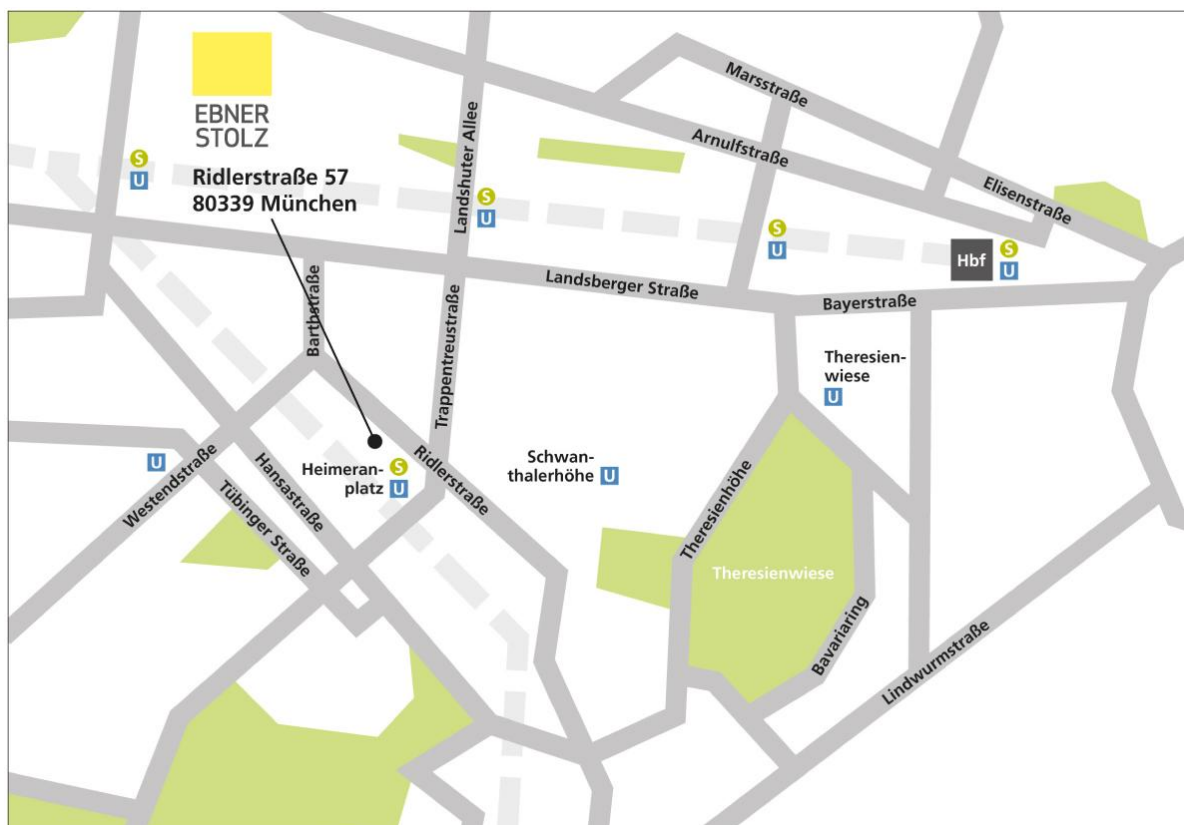 EBNER
STOLZ
Ridlerstraße 57
80339 München
Marsstraße
Arnulfstraße
Elisenstraße
Landshuter Allee
S
U
S
U
S
U
Hbf
S
U
Landsberger Straße
Bayerstraße
Barthstraße
Trappentreustraße
Theresien-
wiese
U
Westendstraße
U
Hansastraße
Tübinger Straße
Heimeran-
platz
S
U
Ridlerstraße
Schwan-
thalerhöhe
U
Theresienhöhe
Theresienwiese
Bavariaring
Lindwurmstraße